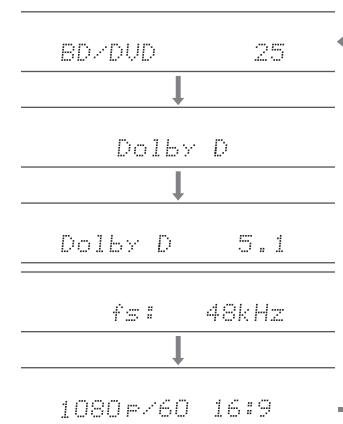 BD/DVD 25
Dolby D
Dolby D 5.1
fs: 48kHz
1080p/60 16:9